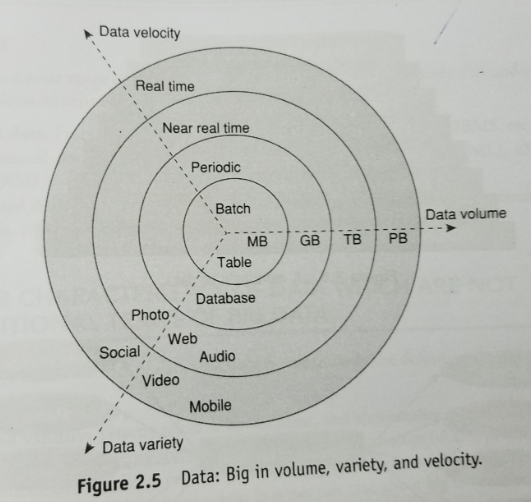 Data velocity
Real time
Near real time
Periodic
Batch
Data volume
MB GB TB PB
Table
Database
Photo
Web
Social
Audio
Video
Mobile
Data variety
Figure 2.5 Data: Big in volume, variety, and velocity.